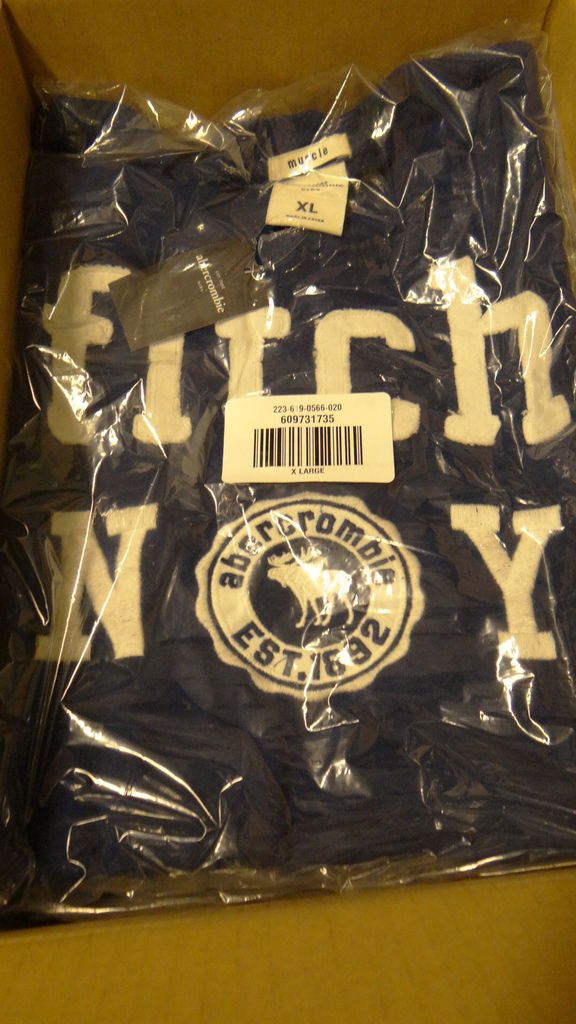 muscle
XL
abercrombie
fitch
223-619-0566-020
609731735
X LARGE
N Y
abercrombie
EST.1892